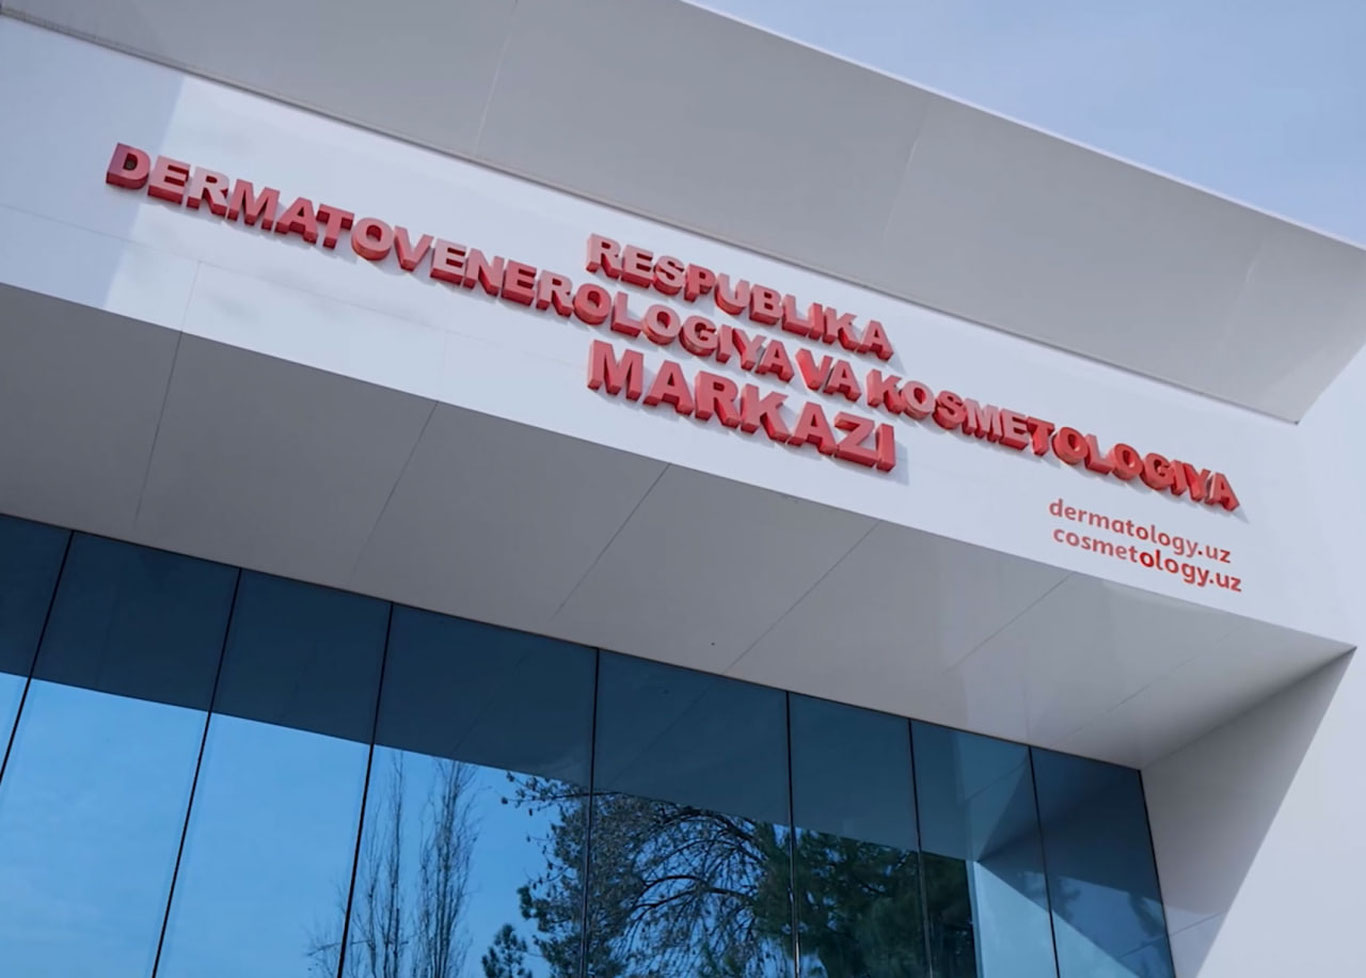 RESPUBLIKA
DERMATOVENEROLOGIYA VA KOSMETOLOGIYA
MARKAZI
dermatology.uz
cosmetology.uz